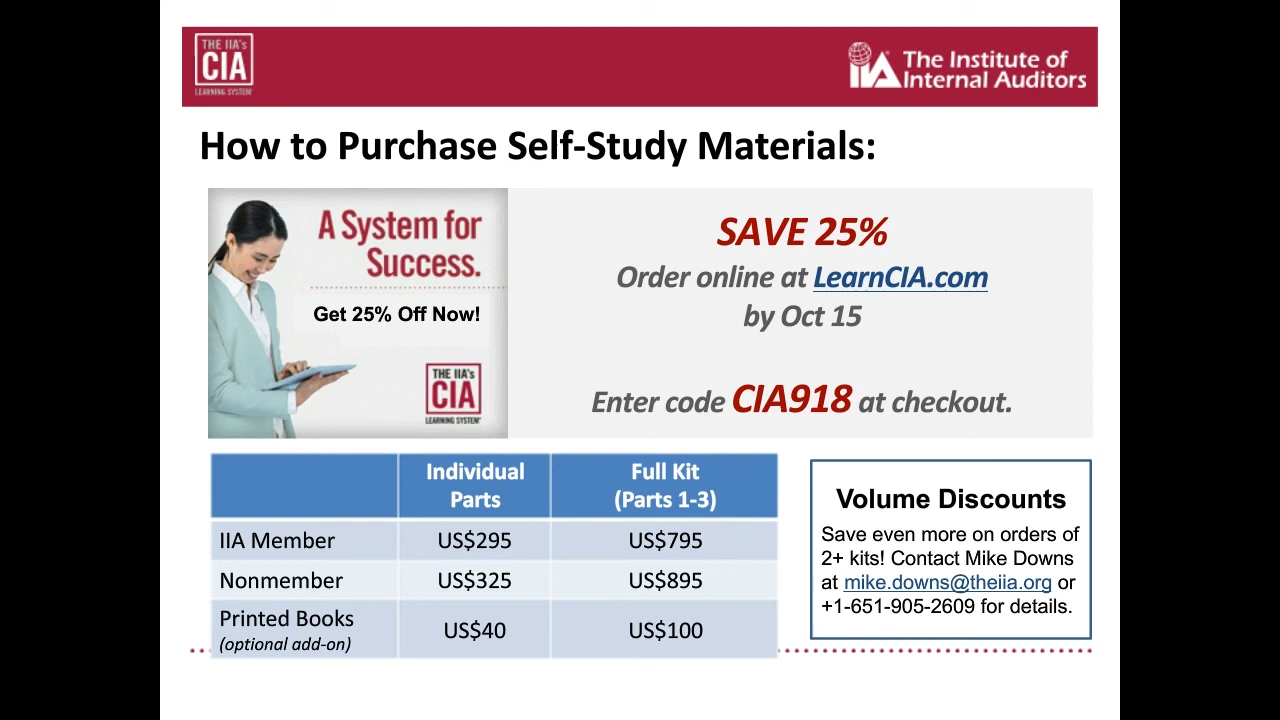 THE IIA's
CIA
LEARNING SYSTEM
IIA
The Institute of
Internal Auditors
How to Purchase Self-Study Materials:
A System for
Success.
Get 25% Off Now!
THE IIA's
CIA
LEARNING SYSTEM
SAVE 25%
Order online at LearnCIA.com
by Oct 15
Enter code CIA918 at checkout.
Individual
Parts
Full Kit
(Parts 1-3)
IIA Member US$295 US$795
Nonmember US$325 US$895
Printed Books
(optional add-on)
US$40 US$100
Volume Discounts
Save even more on orders of
2+ kits! Contact Mike Downs
at mike.downs@theiia.org or
+1-651-905-2609 for details.